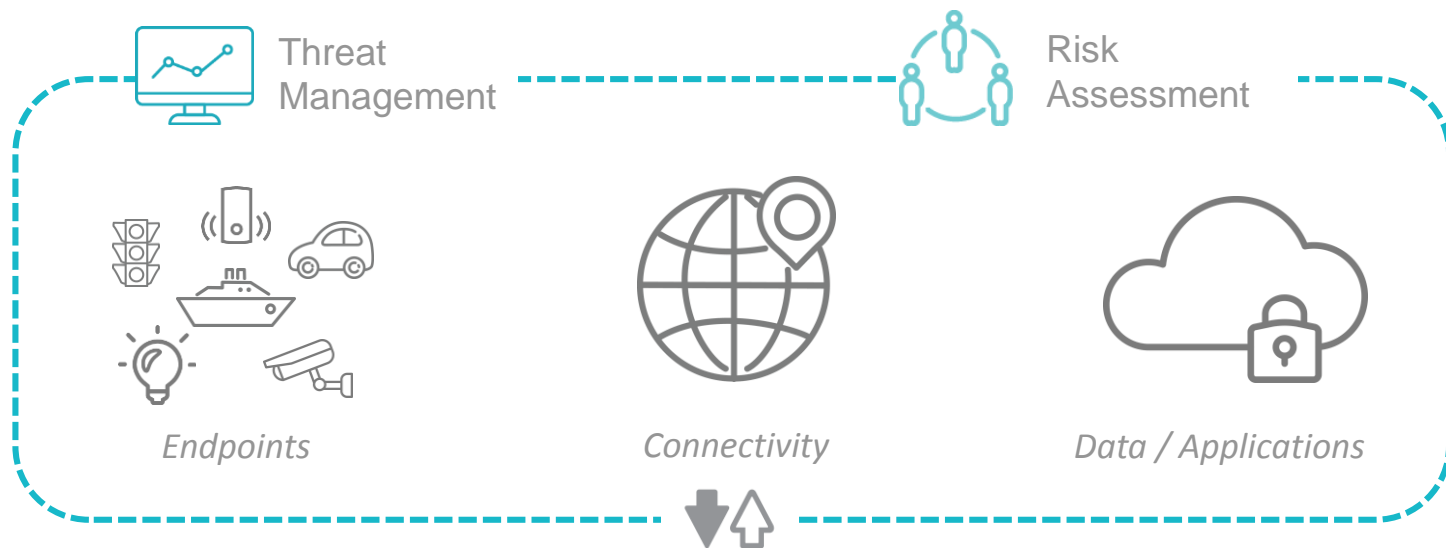 Threat
Management
Risk
Assessment
Endpoints
Connectivity
Data / Applications